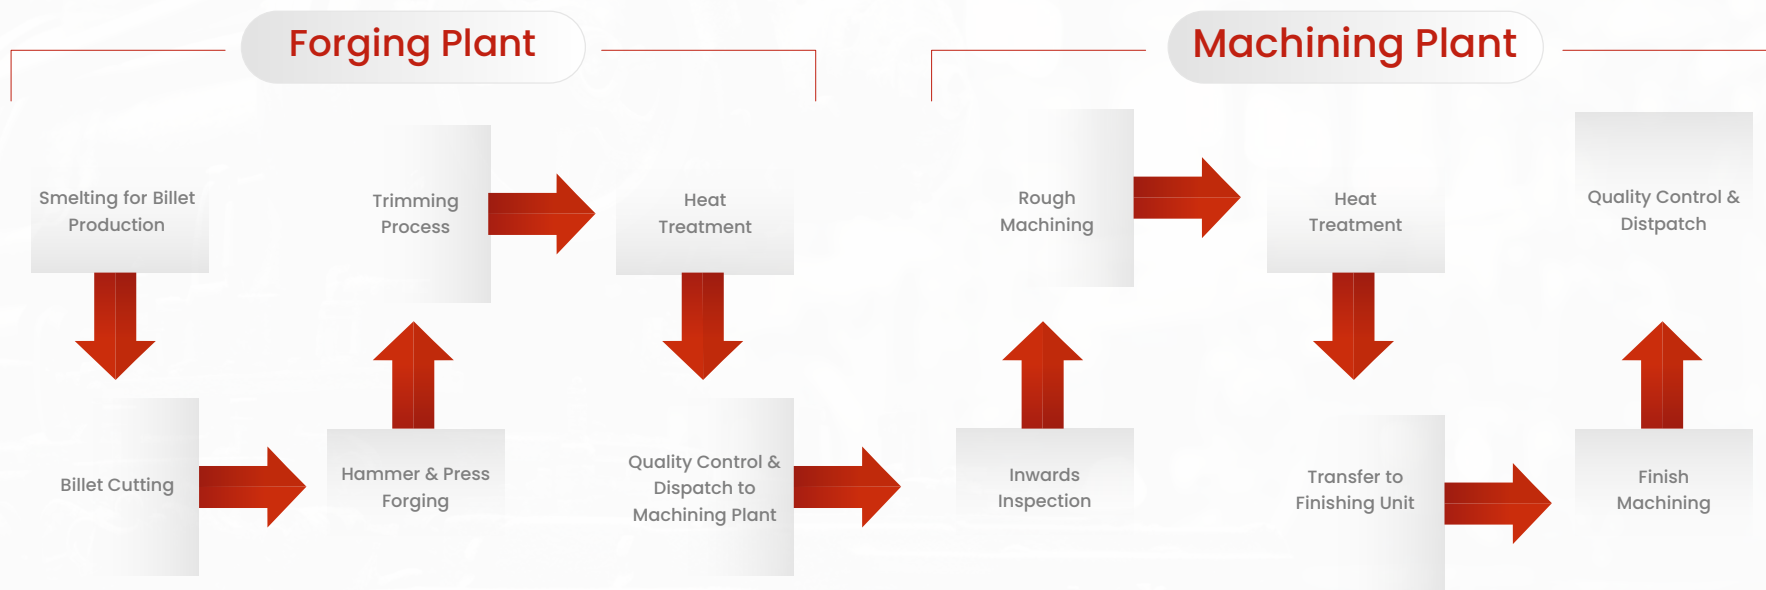 Forging Plant
Smelting for Billet
Production
Billet Cutting
Hammer & Press
Forging
Trimming
Process
Heat
Treatment
Quality Control &
Dispatch to
Machining Plant
Machining Plant
Inwards
Inspection
Rough
Machining
Heat
Treatment
Transfer to
Finishing Unit
Finish
Machining
Quality Control &
Distpatch